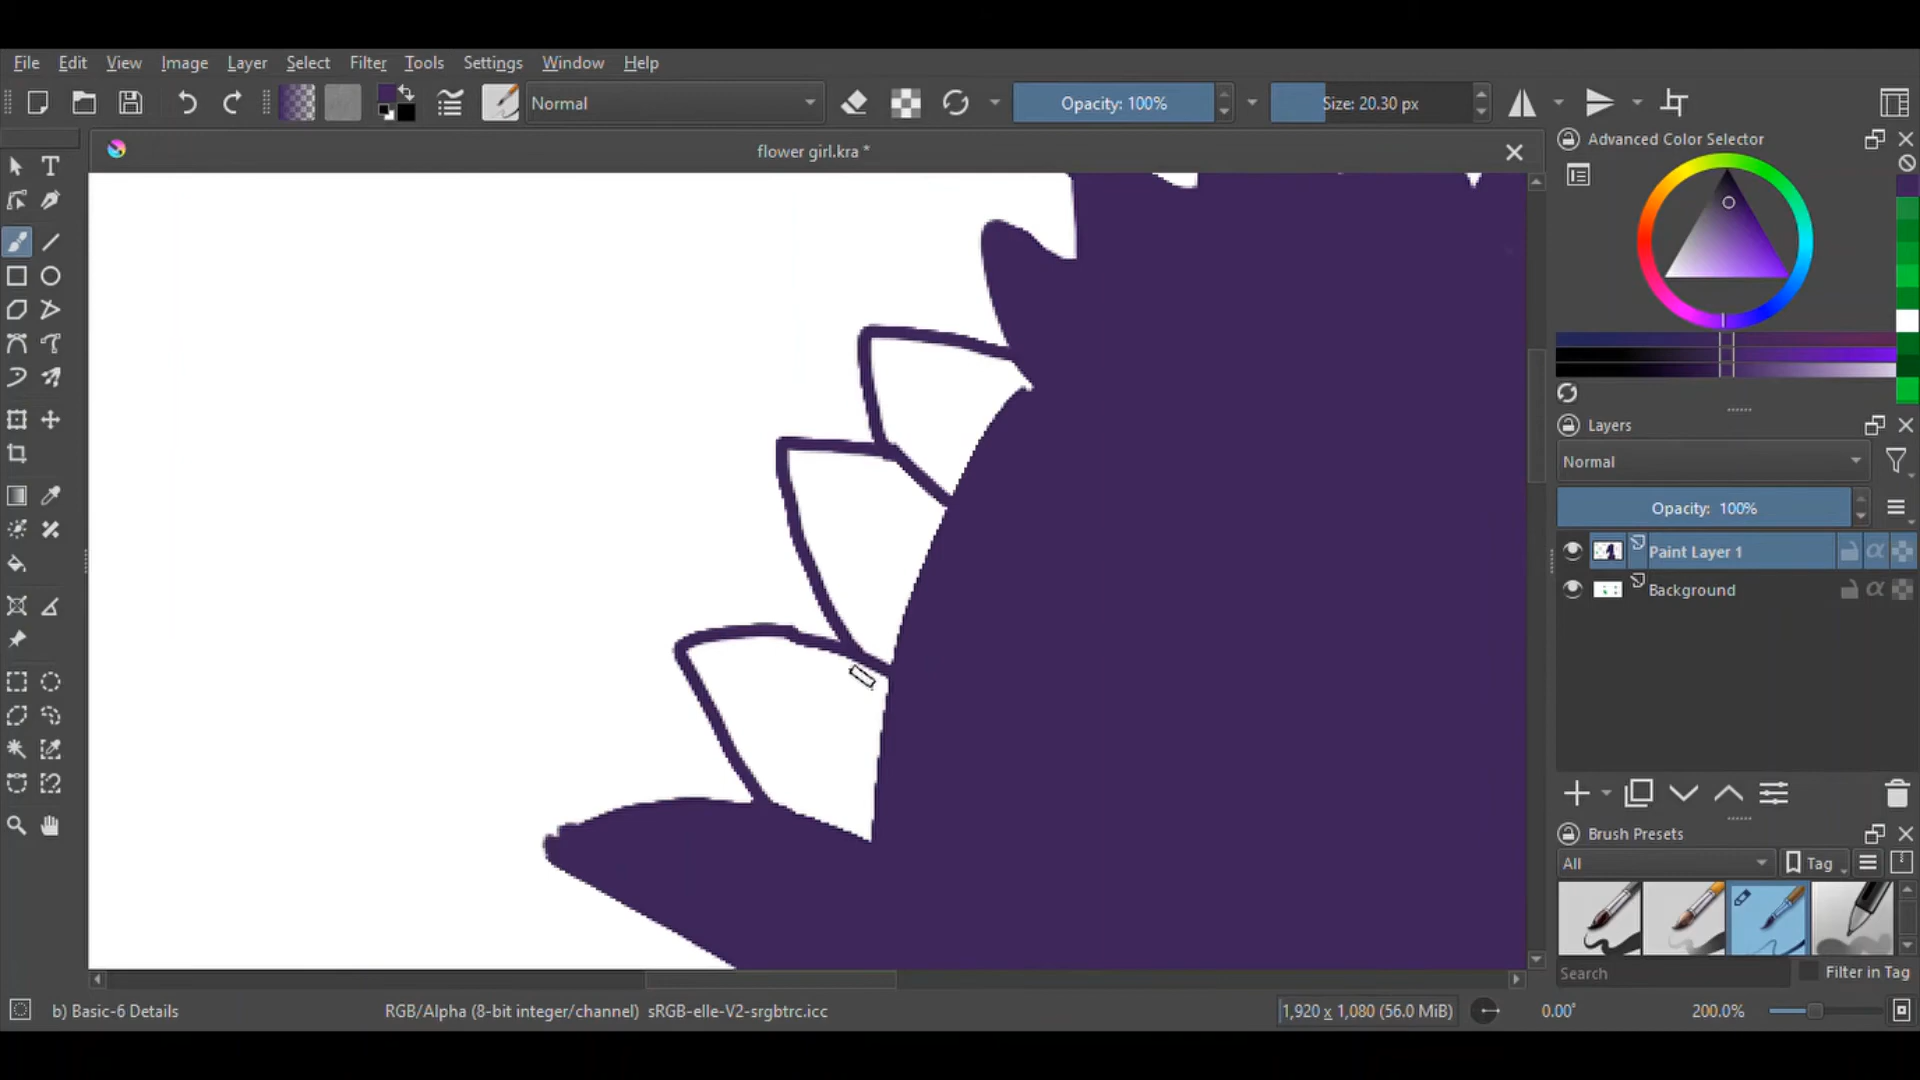 File Edit View Image Layer Select Filter Tools Settings Window Help
Normal Opacity: 100% Size: 20.30 px
flower girl.kra *
Advanced Color Selector
T
Layers
Normal
Opacity: 100%
Paint Layer 1
Background
Brush Presets
All Tag
Search Filter in Tag
b) Basic-6 Details RGB/Alpha (8-bit integer/channel) sRGB-elle-V2-srgbtrc.icc 1,920 x 1,080 (56.0 MiB) 0.00° 200.0%